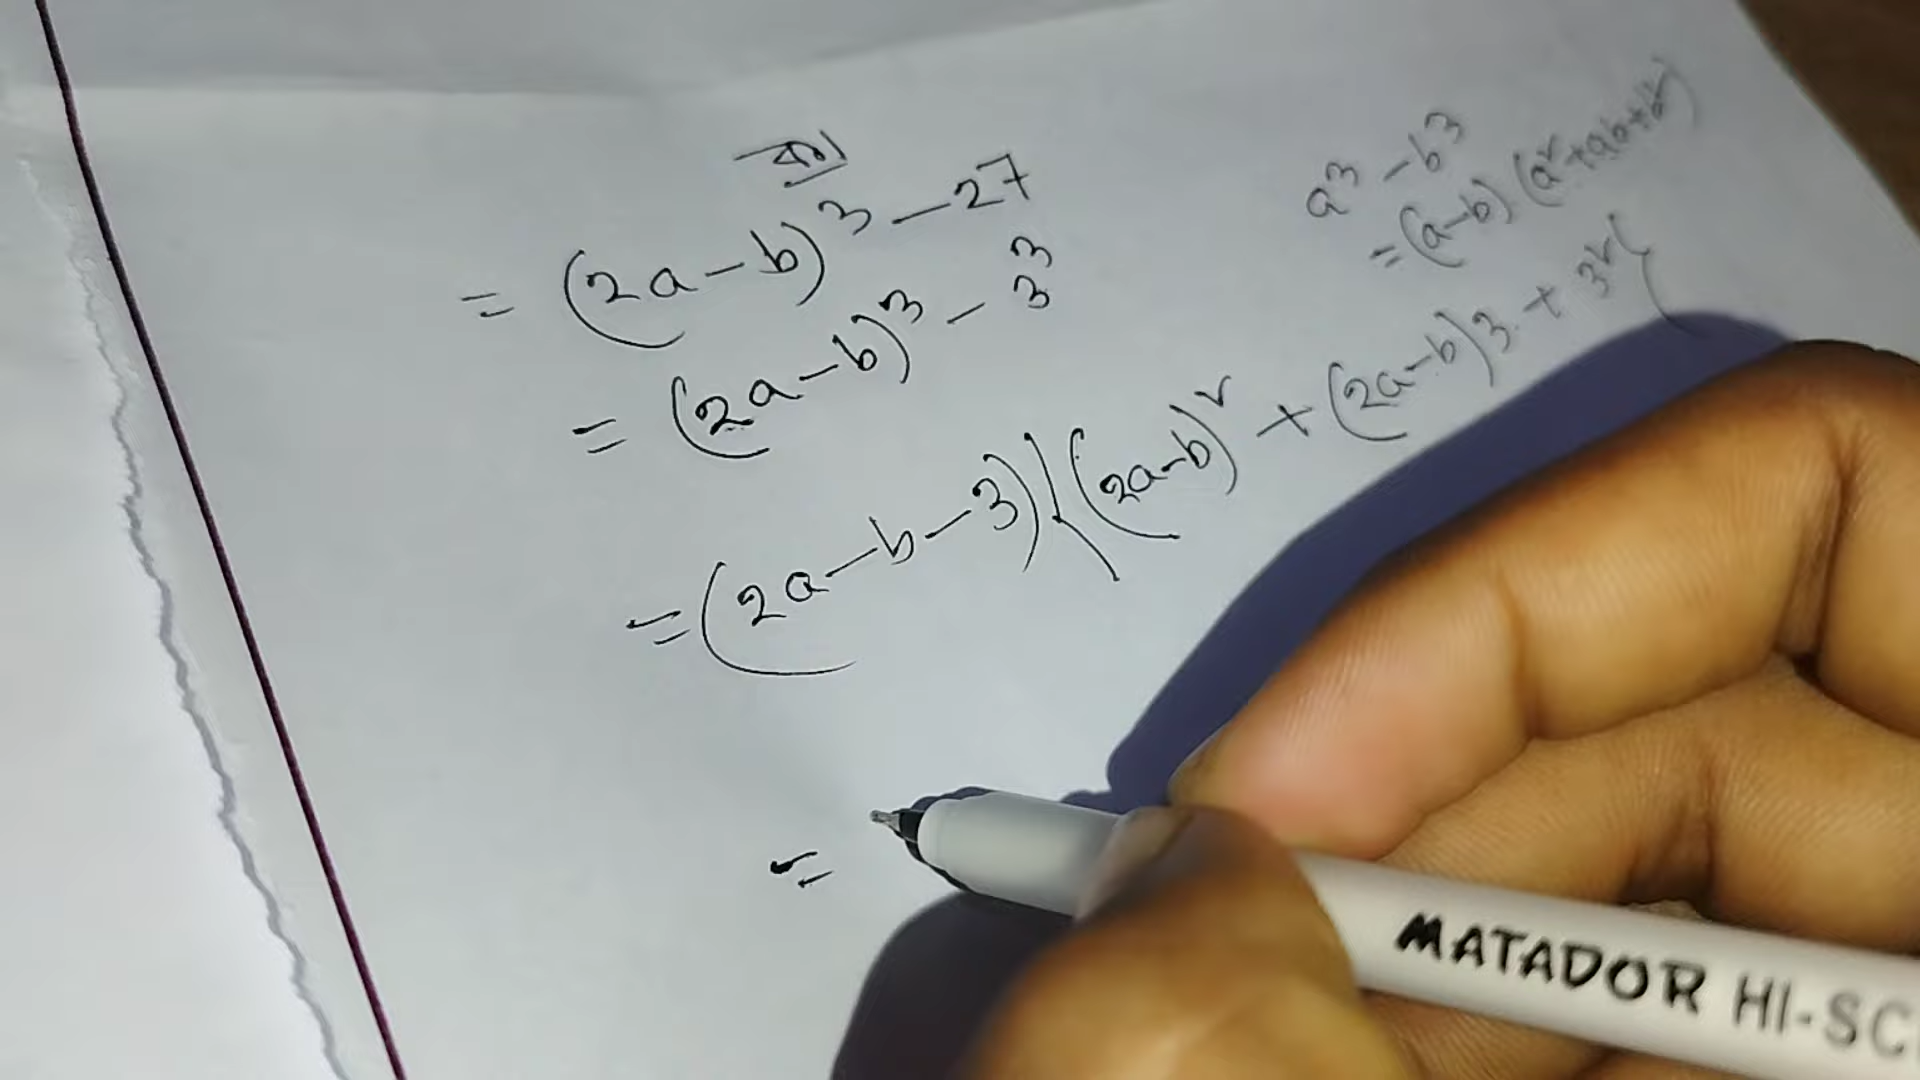 = (2a-b)³ - 27
= (2a-b)³ - 3³
= (2a-b-3){(2a-b)² + (2a-b)3 + 3²}
=
a³ - b³
= (a-b)(a²+ab+b²)
MATADOR HI-SC